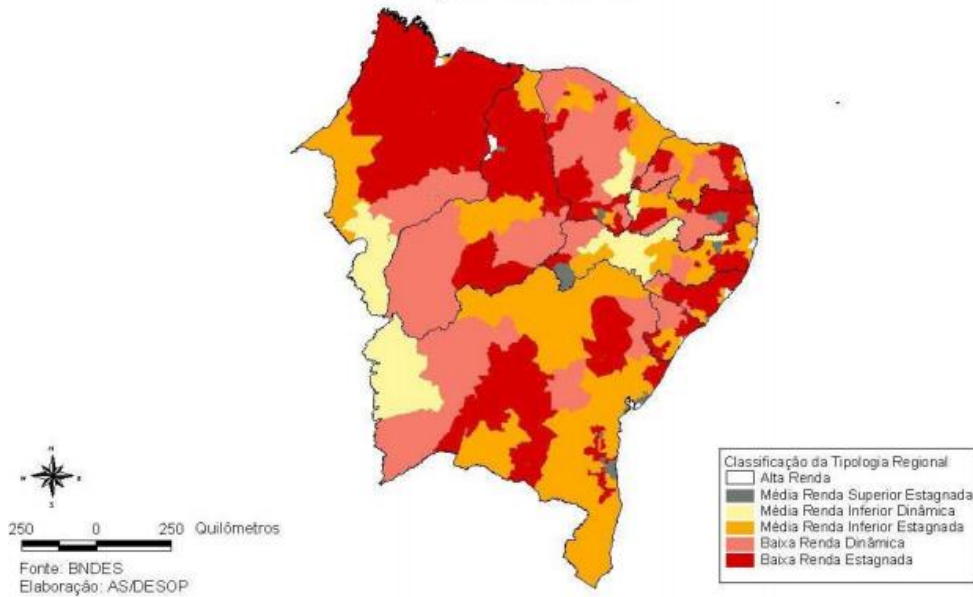 N
W E
S
250 0 250 Quilômetros
Fonte: BNDES
Elaboração: AS/DESOP
Classificação da Tipologia Regional
Alta Renda
Média Renda Superior Estagnada
Média Renda Inferior Dinâmica
Média Renda Inferior Estagnada
Baixa Renda Dinâmica
Baixa Renda Estagnada